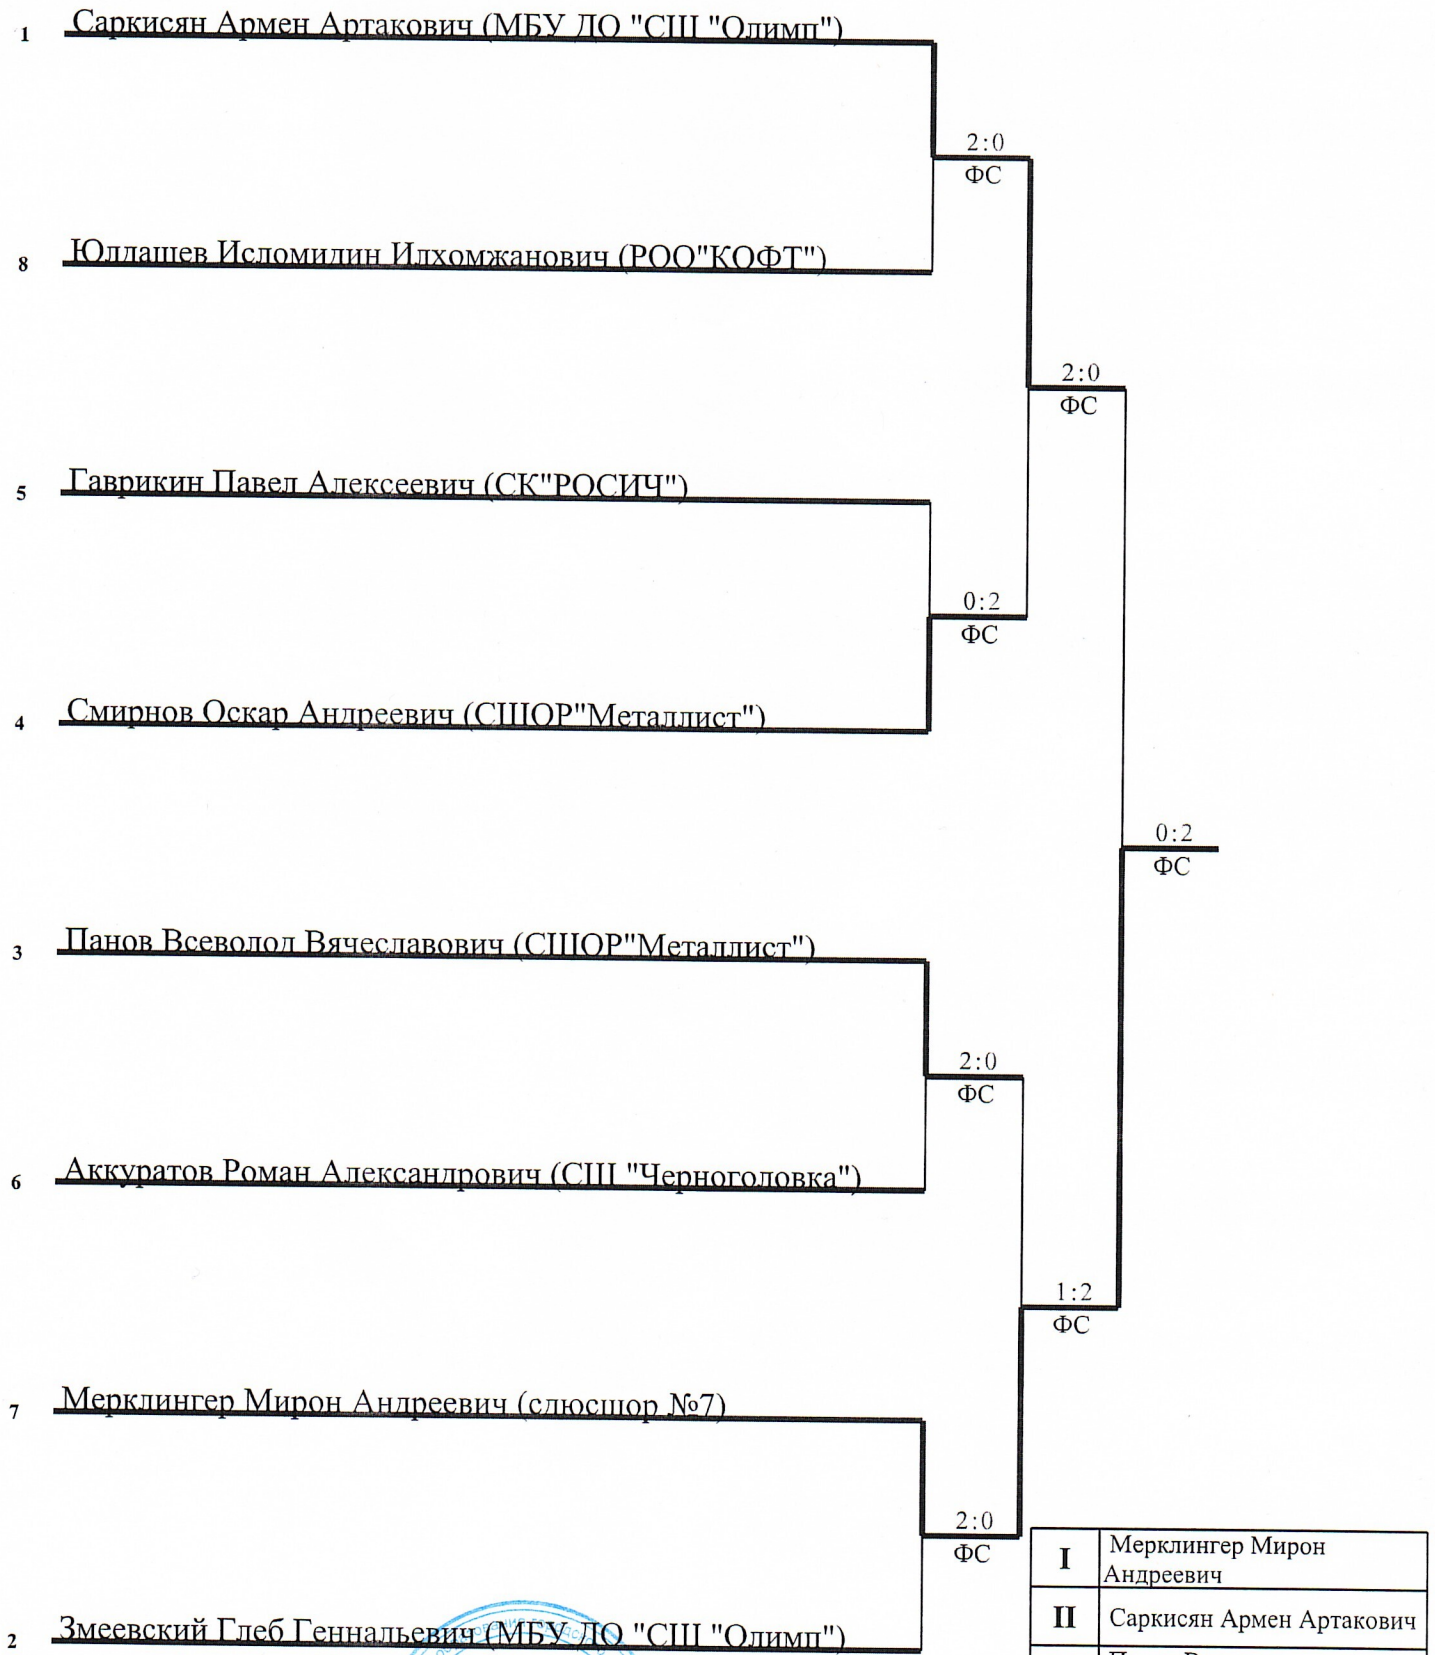 1 Саркисян Армен Артакович (МБУ ДО "СШ "Олимп")
2:0
ФС
8 Юлдашев Исломидин Илхомжанович (РОО"КОФТ")
2:0
ФС
5 Гаврикин Павел Алексеевич (СК"РОСИЧ")
0:2
ФС
4 Смирнов Оскар Андреевич (СШОР"Металлист")
0:2
ФС
3 Панов Всеволод Вячеславович (СШОР"Металлист")
2:0
ФС
6 Аккуратов Роман Александрович (СШ "Черноголовка")
1:2
ФС
7 Мерклингер Мирон Андреевич (слюсшор №7)
2:0
ФС
I Мерклингер Мирон
Андреевич
II Саркисян Армен Артакович
2 Змеевский Глеб Геннальевич (МБУ ДО "СШ "Олимп")